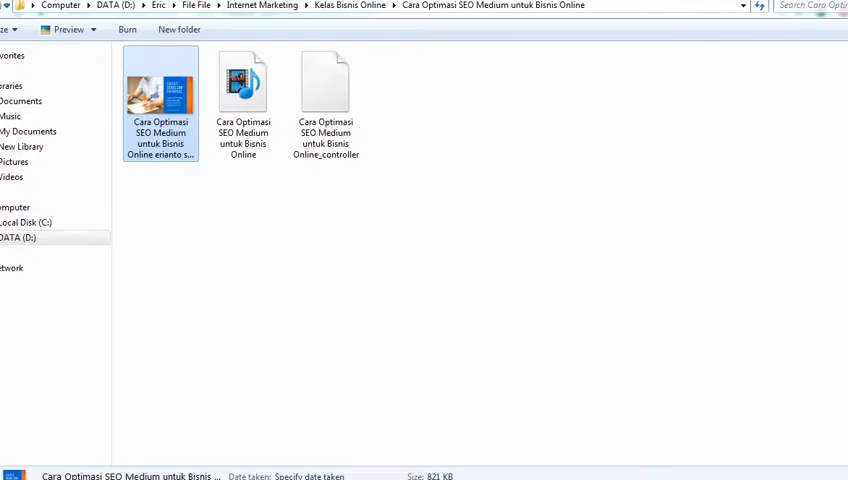 Computer ▸ DATA (D:) ▸ Eric ▸ File File ▸ Internet Marketing ▸ Kelas Bisnis Online ▸ Cara Optimasi SEO Medium untuk Bisnis Online
Search Cara Optim
ze ▾ Preview ▾ Burn New folder
vorites
raries
Documents
Music
My Documents
New Library
Pictures
Videos
mputer
Local Disk (C:)
DATA (D:)
etwork
Cara Optimasi
SEO Medium
untuk Bisnis
Online erianto s...
Cara Optimasi
SEO Medium
untuk Bisnis
Online
Cara Optimasi
SEO Medium
untuk Bisnis
Online_controller
Cara Optimasi SEO Medium untuk Bisnis ... Date taken: Specify date taken Size: 821 KB